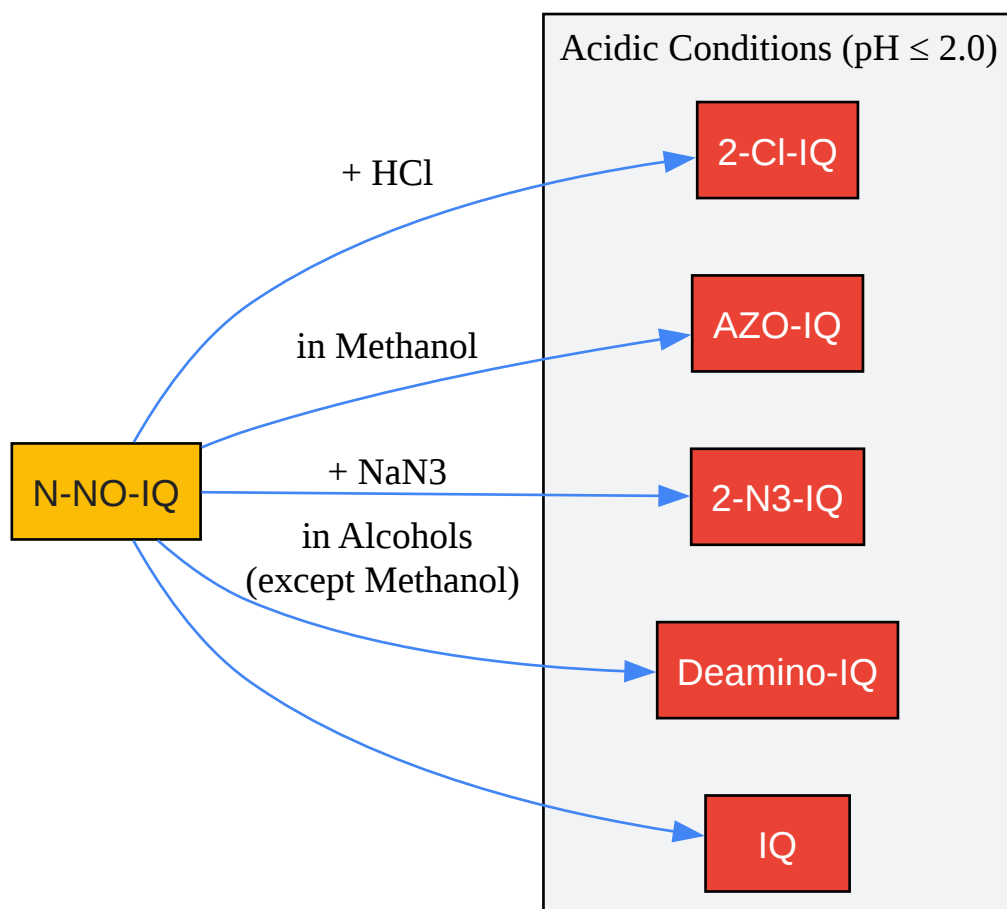 Acidic Conditions (pH ≤ 2.0)
2-Cl-IQ
+ HCl
AZO-IQ
in Methanol
N-NO-IQ
+ NaN3
2-N3-IQ
in Alcohols
(except Methanol)
Deamino-IQ
IQ